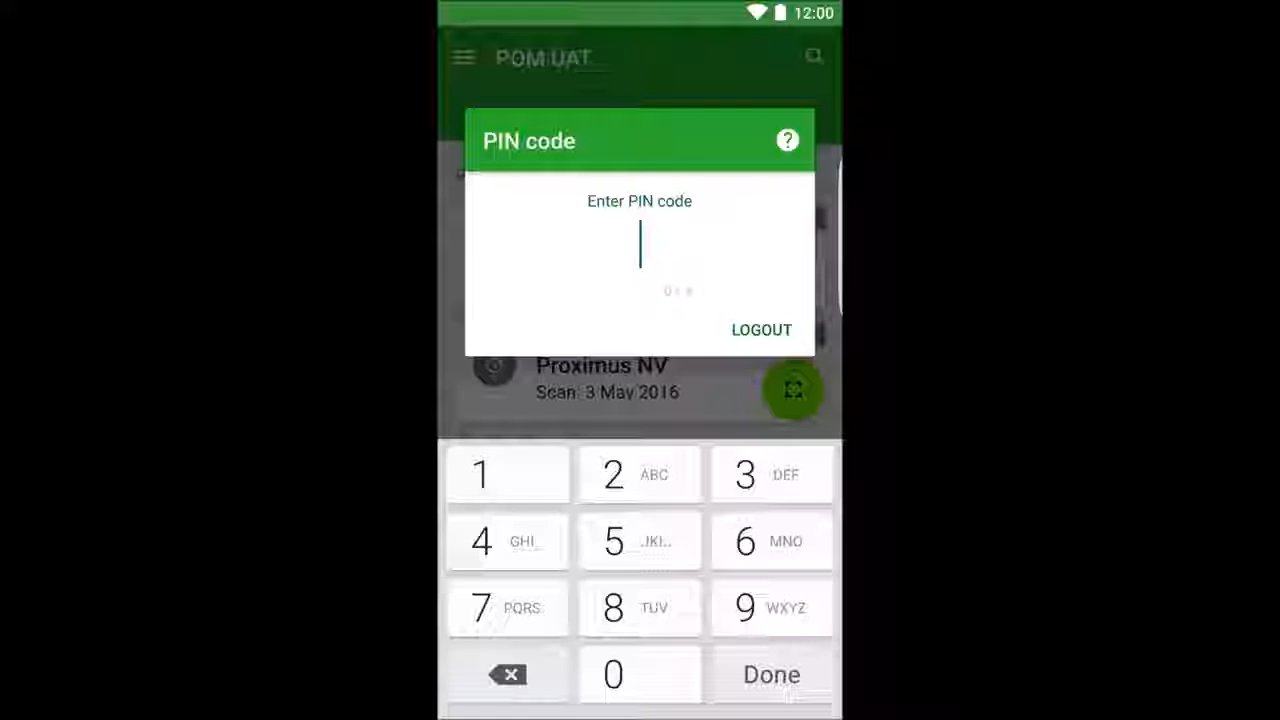 12:00
POM UAT
PIN code ?
Enter PIN code
LOGOUT
Proximus NV
Scan: 3 May 2016
1 2 ABC 3 DEF
4 GHI 5 JKL 6 MNO
7 PQRS 8 TUV 9 WXYZ
0 Done